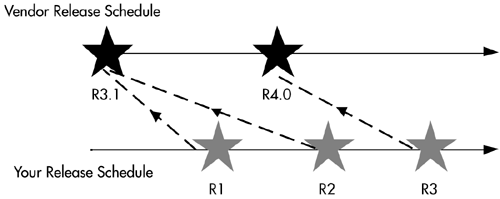 Vendor Release Schedule
R3.1
R4.0
Your Release Schedule
R1
R2
R3